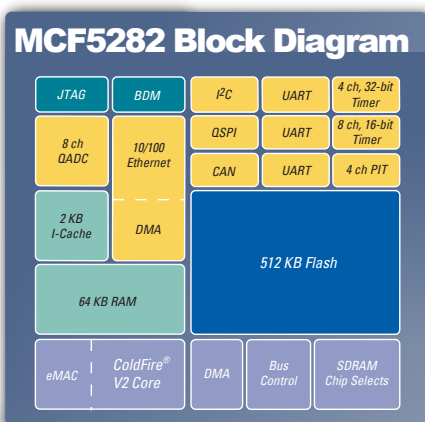 MCF5282 Block Diagram
JTAG
BDM
I²C
UART
4 ch, 32-bit
Timer
8 ch
QADC
10/100
Ethernet
QSPI
UART
8 ch, 16-bit
Timer
CAN
UART
4 ch PIT
2 KB
I-Cache
DMA
512 KB Flash
64 KB RAM
eMAC
ColdFire®
V2 Core
DMA
Bus
Control
SDRAM
Chip Selects